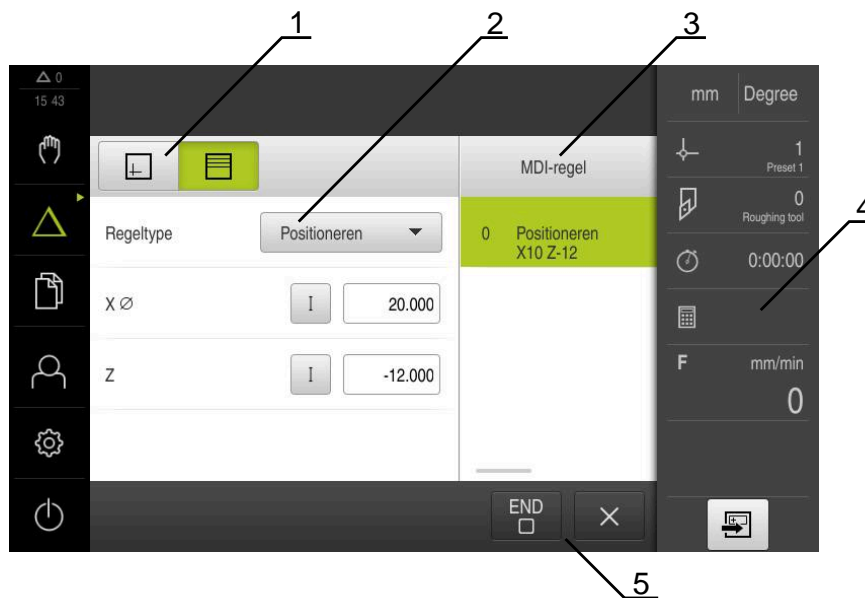 1
2
3
0
15 43
mm Degree
1
Preset 1
MDI-regel
0
Roughing tool
4
Regeltype Positioneren
0 Positioneren
X10 Z-12
0:00:00
X ∅ I 20.000
F mm/min
Z I -12.000
0
END
5